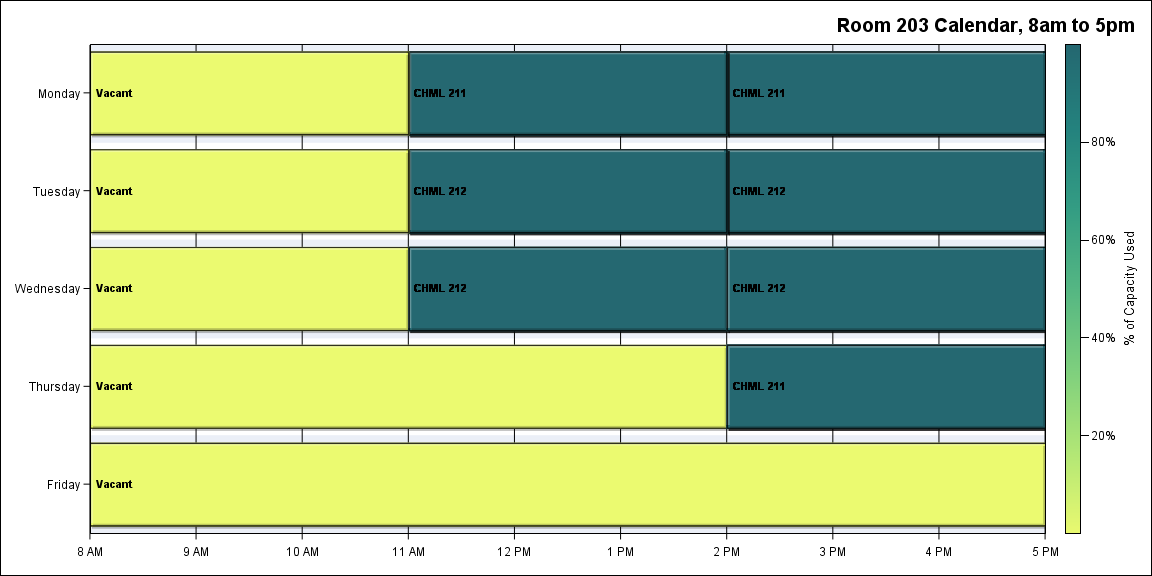 Room 203 Calendar, 8am to 5pm
Monday
Vacant
CHML 211
CHML 211
Tuesday
Vacant
CHML 212
CHML 212
Wednesday
Vacant
CHML 212
CHML 212
Thursday
Vacant
CHML 211
Friday
Vacant
8 AM
9 AM
10 AM
11 AM
12 PM
1 PM
2 PM
3 PM
4 PM
5 PM
80%
60%
40%
20%
% of Capacity Used